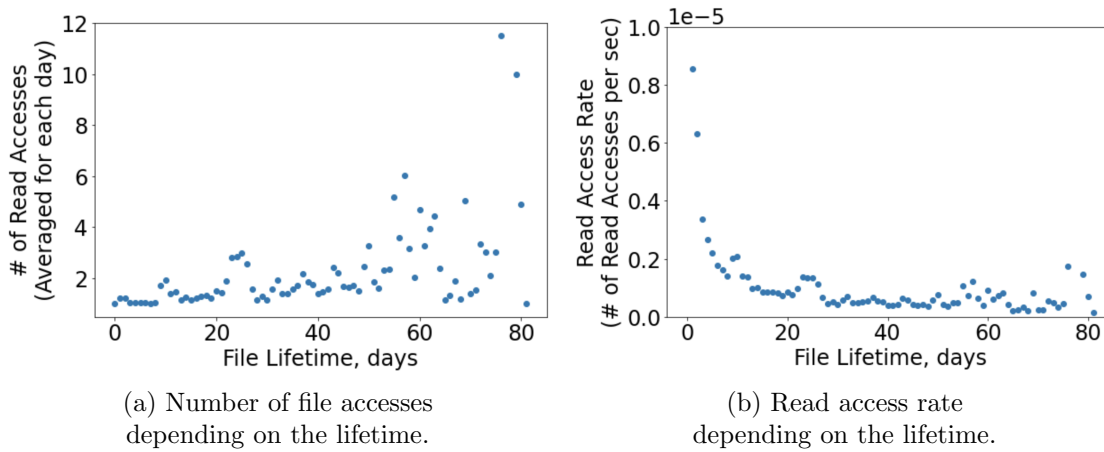 12
10
8
6
4
2
0
20
40
60
80
# of Read Accesses
(Averaged for each day)
File Lifetime, days
(a) Number of file accesses
depending on the lifetime.
1e-5
1.0
0.8
0.6
0.4
0.2
0.0
0
20
40
60
80
Read Access Rate
(# of Read Accesses per sec)
File Lifetime, days
(b) Read access rate
depending on the lifetime.